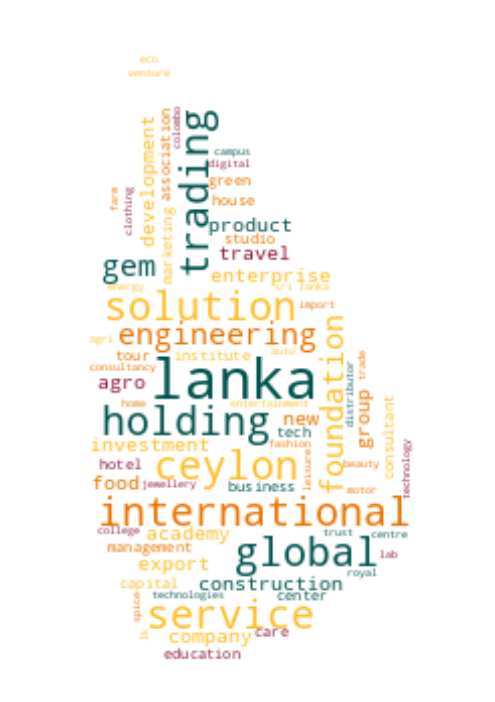 eco
venture
colombo
association
development
trading
campus
digital
green
farm
clothing
house
marketing
product
studio
travel
gem
enterprise
energy
sri lanka
solution
import
engineering
foundation
agri
auto
tour
institute
consultancy
lanka
distributor
trade
agro
home
entertainment
holding
new
group
consultant
tech
fashion
investment
ceylon
leisure
technology
hotel
beauty
food
jewellery
business
motor
international
college
academy
trust
centre
management
global
lab
export
royal
capital
construction
technologies
center
spice
service
lk
company
care
education